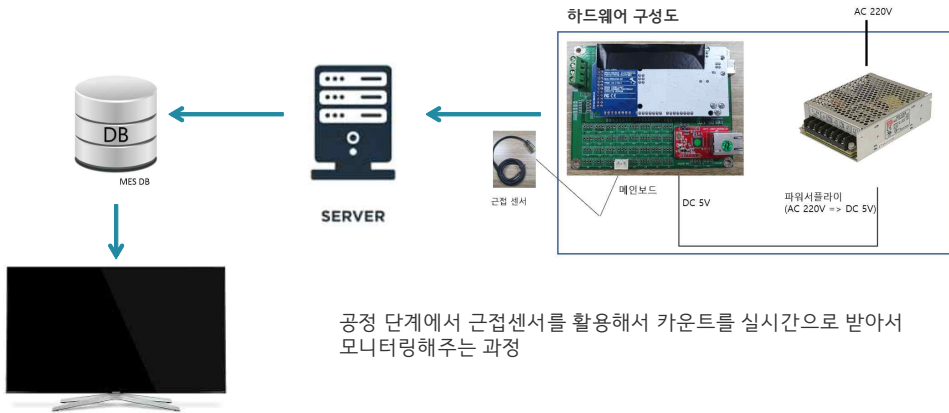 하드웨어 구성도
AC 220V
DB
MES DB
SERVER
근접 센서
메인보드
DC 5V
파워서플라이
(AC 220V => DC 5V)
공정 단계에서 근접센서를 활용해서 카운트를 실시간으로 받아서
모니터링해주는 과정